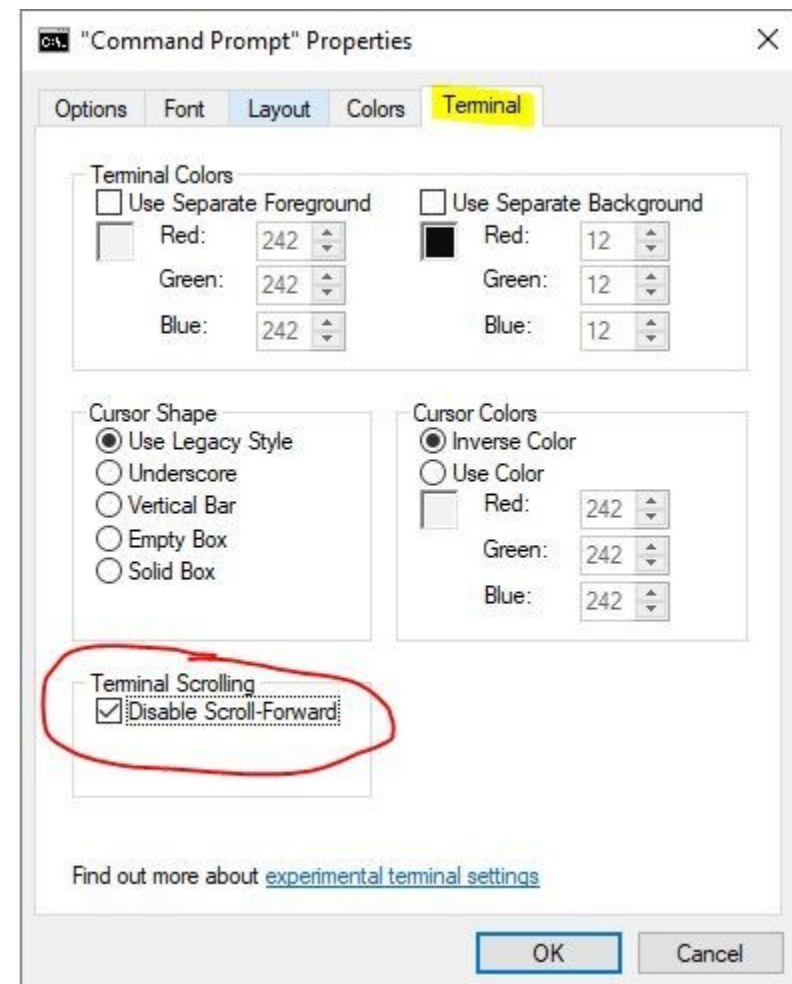 "Command Prompt" Properties
Options Font Layout Colors Terminal
Terminal Colors
Use Separate Foreground
Red: 242
Green: 242
Blue: 242
Use Separate Background
Red: 12
Green: 12
Blue: 12
Cursor Shape
Use Legacy Style
Underscore
Vertical Bar
Empty Box
Solid Box
Cursor Colors
Inverse Color
Use Color
Red: 242
Green: 242
Blue: 242
Terminal Scrolling
Disable Scroll-Forward
Find out more about experimental terminal settings
OK Cancel